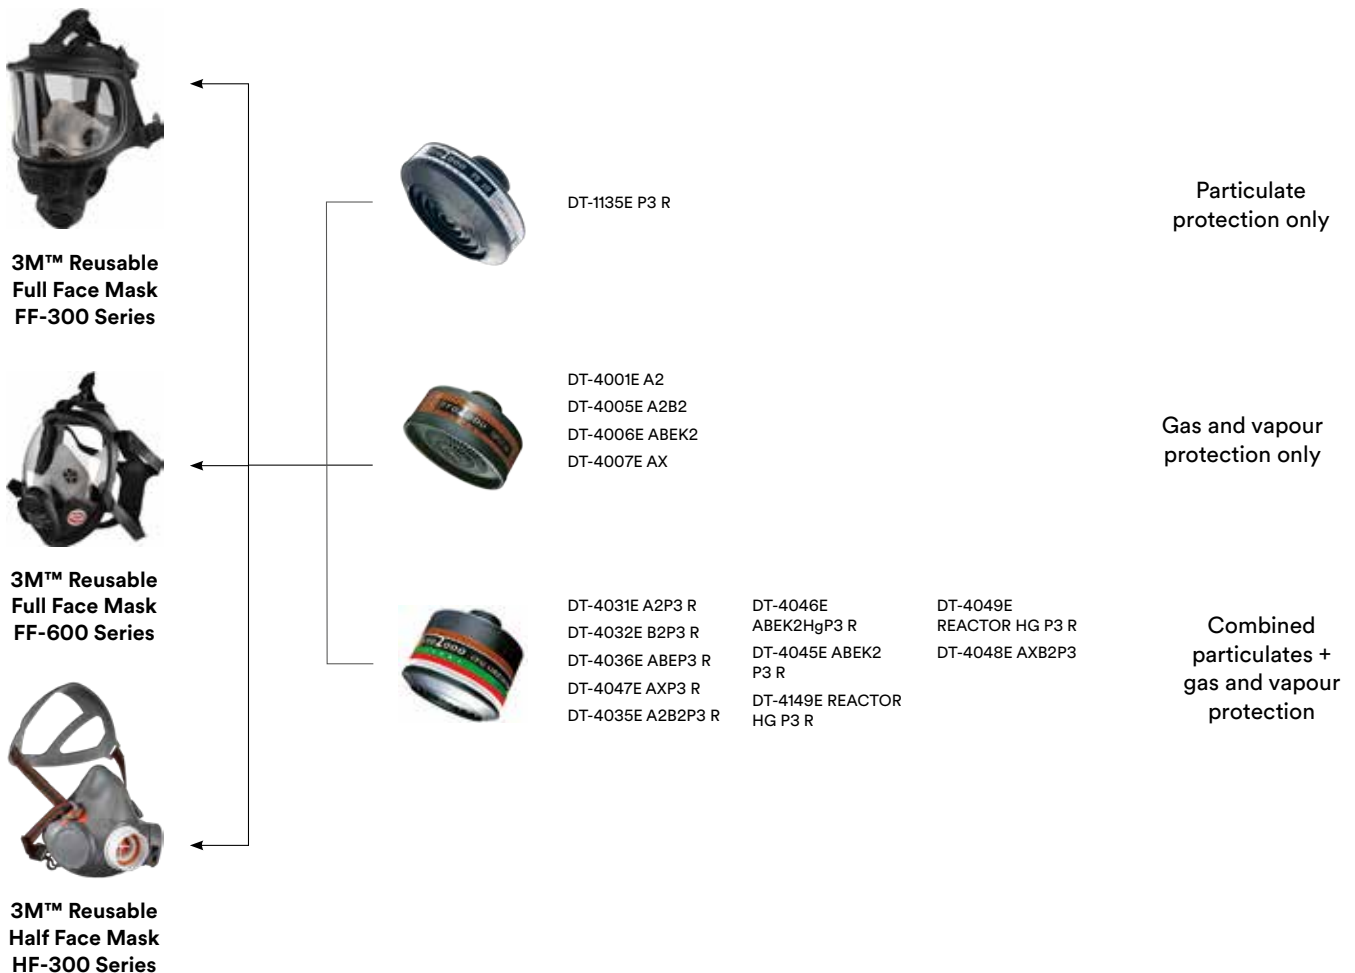 3M™ Reusable
Full Face Mask
FF-300 Series
DT-1135E P3 R
Particulate
protection only
3M™ Reusable
Full Face Mask
FF-600 Series
DT-4001E A2
DT-4005E A2B2
DT-4006E ABEK2
DT-4007E AX
Gas and vapour
protection only
DT-4031E A2P3 R
DT-4032E B2P3 R
DT-4036E ABEP3 R
DT-4047E AXP3 R
DT-4035E A2B2P3 R
DT-4046E
ABEK2HgP3 R
DT-4045E ABEK2
P3 R
DT-4149E REACTOR
HG P3 R
DT-4049E
REACTOR HG P3 R
DT-4048E AXB2P3
Combined
particulates +
gas and vapour
protection
3M™ Reusable
Half Face Mask
HF-300 Series